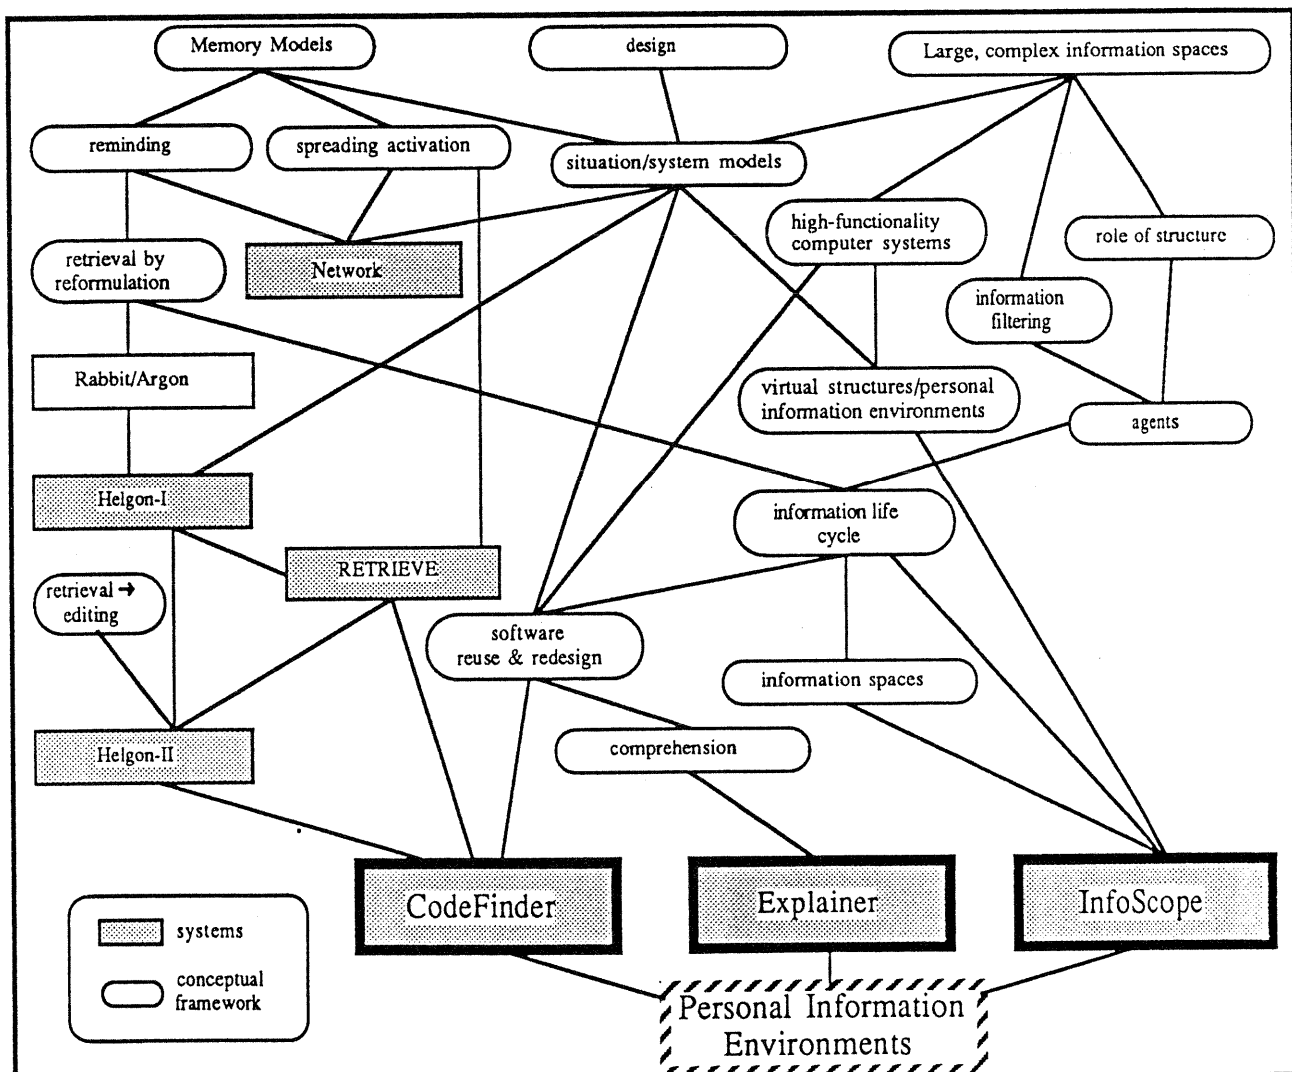 Memory Models
design
Large, complex information spaces
reminding
spreading activation
situation/system models
high-functionality
computer systems
role of structure
retrieval by
reformulation
Network
information
filtering
Rabbit/Argon
virtual structures/personal
information environments
agents
Helgon-I
information life
cycle
RETRIEVE
retrieval →
editing
software
reuse & redesign
information spaces
Helgon-II
comprehension
CodeFinder
Explainer
InfoScope
systems
conceptual
framework
Personal Information
Environments